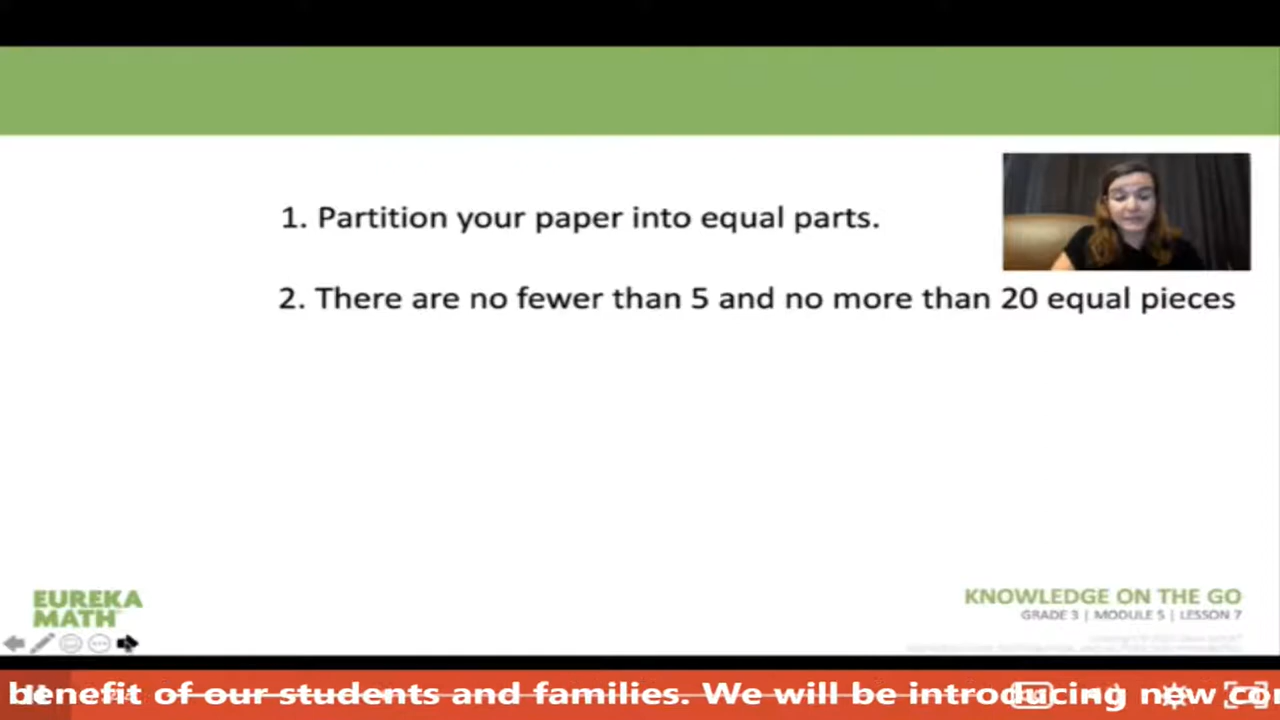 1. Partition your paper into equal parts.
2. There are no fewer than 5 and no more than 20 equal pieces
EUREKA
MATH
KNOWLEDGE ON THE GO
GRADE 3 | MODULE 5 | LESSON 7
benefit of our students and families. We will be introducing new